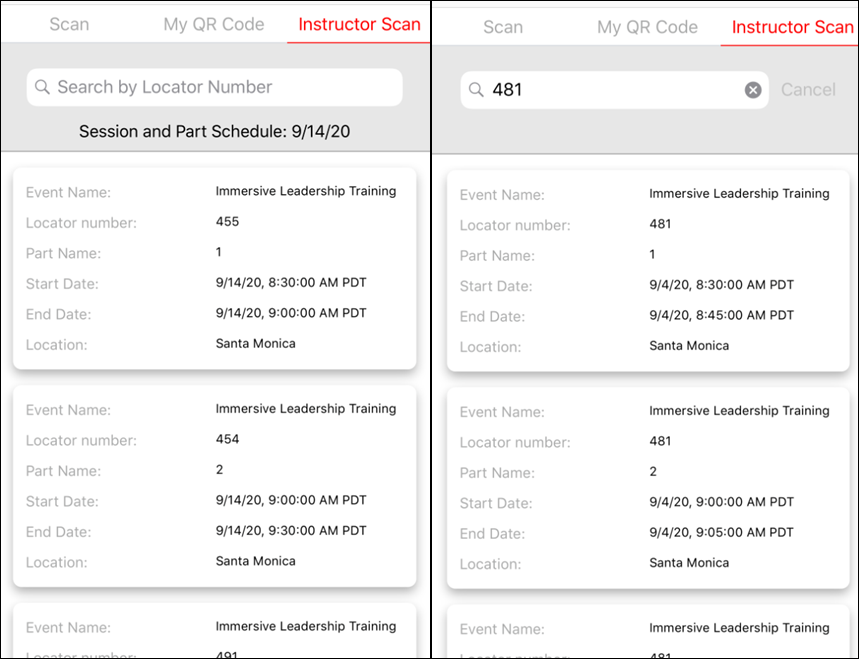 Scan My QR Code Instructor Scan
Search by Locator Number
Session and Part Schedule: 9/14/20
Event Name: Immersive Leadership Training
Locator number: 455
Part Name: 1
Start Date: 9/14/20, 8:30:00 AM PDT
End Date: 9/14/20, 9:00:00 AM PDT
Location: Santa Monica
Event Name: Immersive Leadership Training
Locator number: 454
Part Name: 2
Start Date: 9/14/20, 9:00:00 AM PDT
End Date: 9/14/20, 9:30:00 AM PDT
Location: Santa Monica
Event Name: Immersive Leadership Training
Locator number: 491
Scan My QR Code Instructor Scan
481 Cancel
Event Name: Immersive Leadership Training
Locator number: 481
Part Name: 1
Start Date: 9/4/20, 8:30:00 AM PDT
End Date: 9/4/20, 8:45:00 AM PDT
Location: Santa Monica
Event Name: Immersive Leadership Training
Locator number: 481
Part Name: 2
Start Date: 9/4/20, 9:00:00 AM PDT
End Date: 9/4/20, 9:05:00 AM PDT
Location: Santa Monica
Event Name: Immersive Leadership Training
Locator number: 481